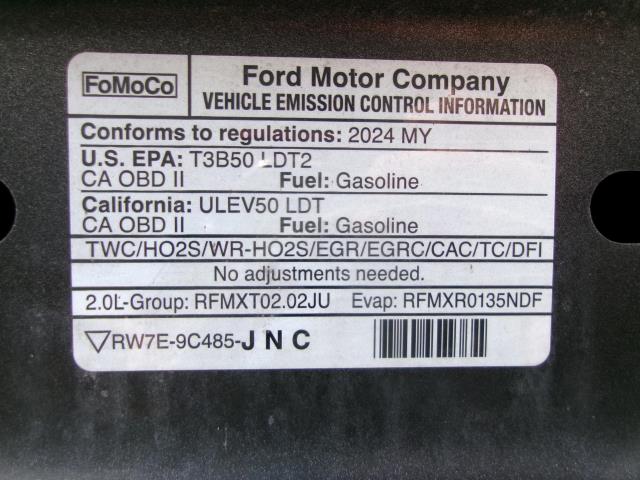 FoMoCo
Ford Motor Company
VEHICLE EMISSION CONTROL INFORMATION
Conforms to regulations: 2024 MY
U.S. EPA: T3B50 LDT2
CA OBD II Fuel: Gasoline
California: ULEV50 LDT
CA OBD II Fuel: Gasoline
TWC/HO2S/WR-HO2S/EGR/EGRC/CAC/TC/DFI
No adjustments needed.
2.0L-Group: RFMXT02.02JU Evap: RFMXR0135NDF
RW7E-9C485-J N C